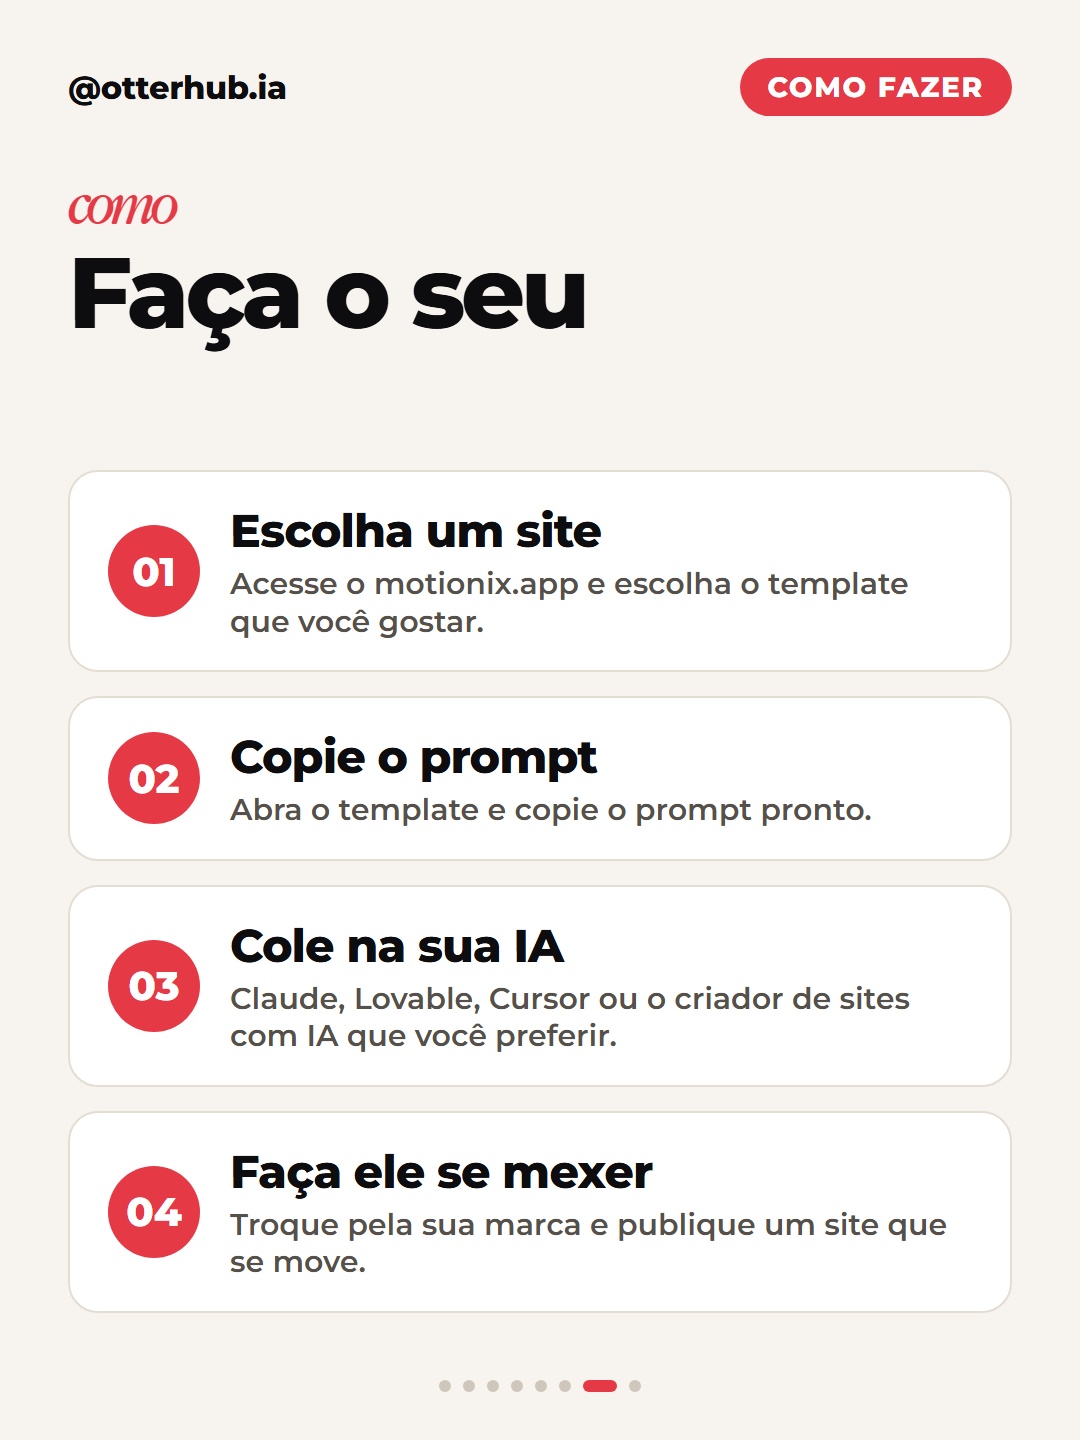 @otterhub.ia
COMO FAZER
como
Faça o seu
01
Escolha um site
Acesse o motionix.app e escolha o template
que você gostar.
02
Copie o prompt
Abra o template e copie o prompt pronto.
03
Cole na sua IA
Claude, Lovable, Cursor ou o criador de sites
com IA que você preferir.
04
Faça ele se mexer
Troque pela sua marca e publique um site que
se move.